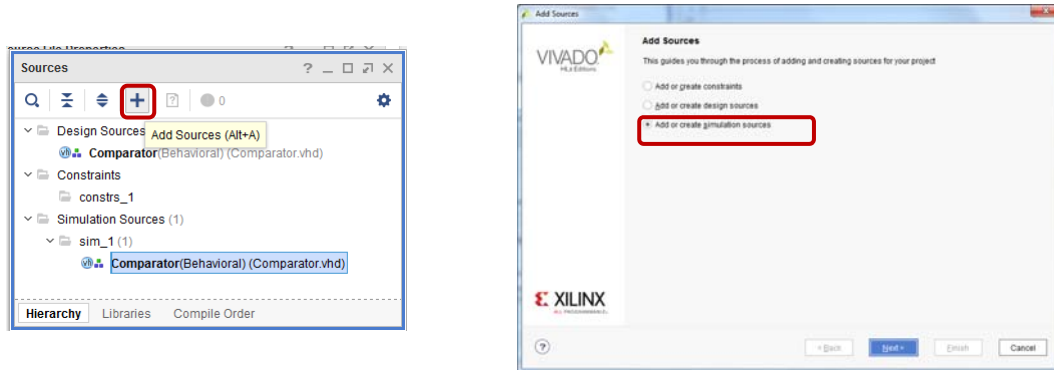 Source File Properties
Sources
0
Add Sources (Alt+A)
Design Sources
Comparator(Behavioral) (Comparator.vhd)
Constraints
constrs_1
Simulation Sources (1)
sim_1 (1)
Comparator(Behavioral) (Comparator.vhd)
Hierarchy Libraries Compile Order
Add Sources
VIVADO
HLx Editions
Add Sources
This guides you through the process of adding and creating sources for your project
Add or create constraints
Add or create design sources
Add or create simulation sources
XILINX
ALL PROGRAMMABLE
? < Back Next > Finish Cancel